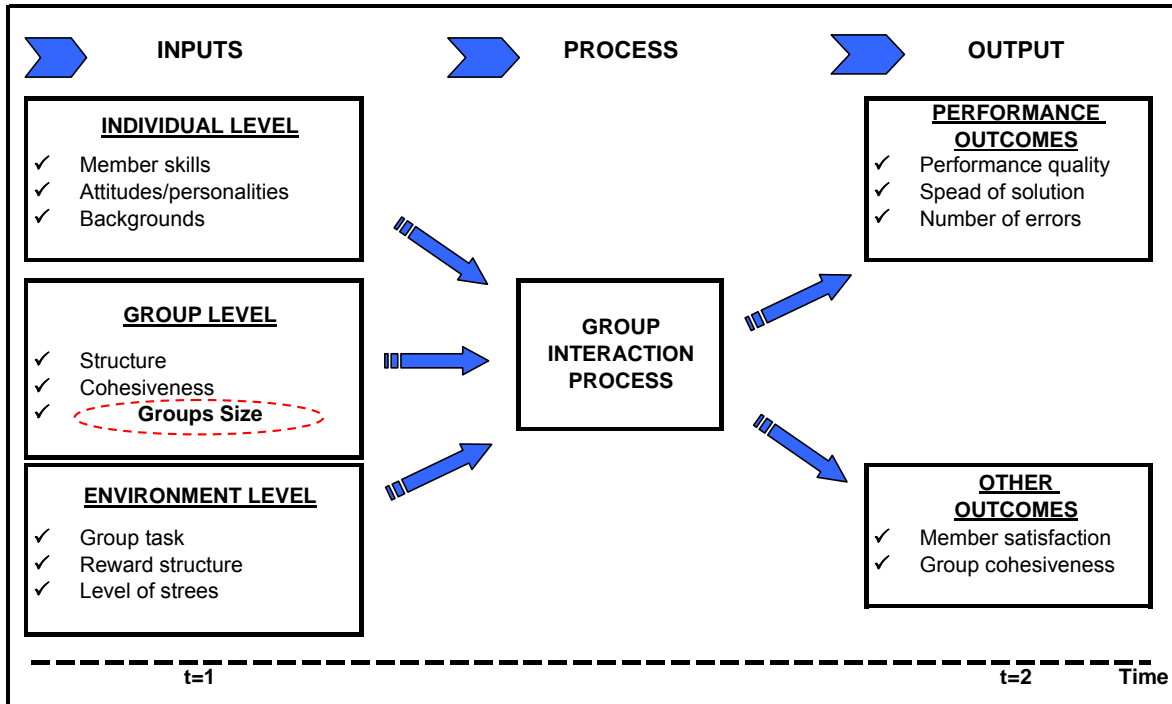 INPUTS
PROCESS
OUTPUT
INDIVIDUAL LEVEL
✓ Member skills
✓ Attitudes/personalities
✓ Backgrounds
GROUP LEVEL
✓ Structure
✓ Cohesiveness
✓ Groups Size
ENVIRONMENT LEVEL
✓ Group task
✓ Reward structure
✓ Level of strees
GROUP
INTERACTION
PROCESS
PERFORMANCE
OUTCOMES
✓ Performance quality
✓ Spead of solution
✓ Number of errors
OTHER
OUTCOMES
✓ Member satisfaction
✓ Group cohesiveness
t=1
t=2
Time